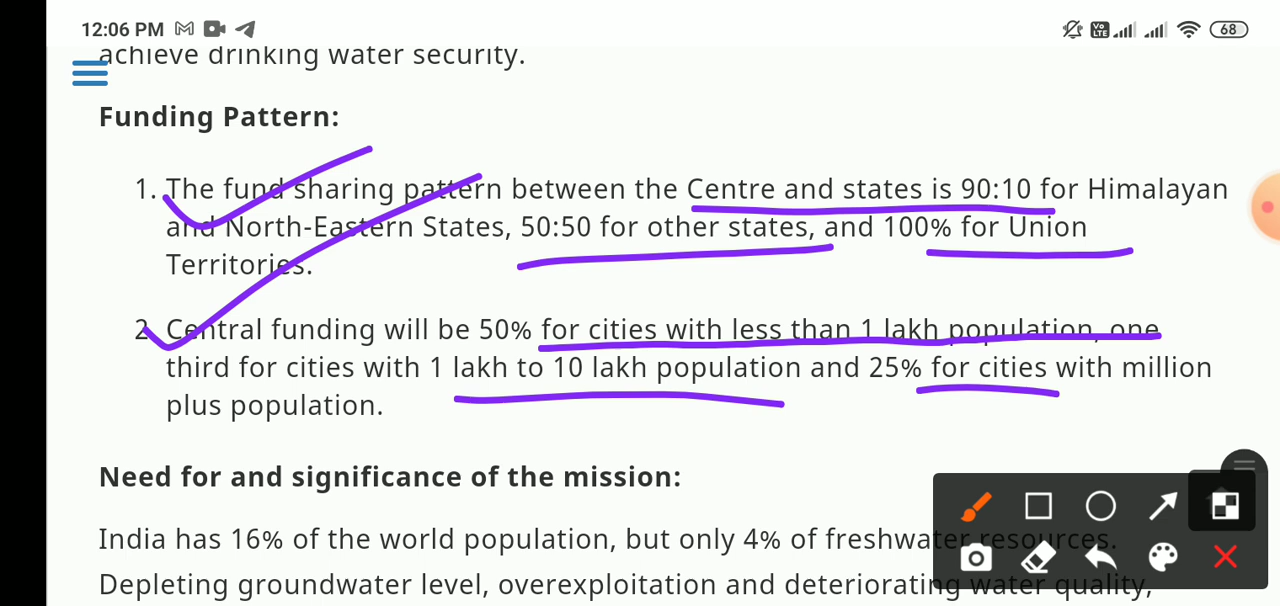 12:06 PM
Vo LTE
68
achieve drinking water security.
Funding Pattern:
1. The fund sharing pattern between the Centre and states is 90:10 for Himalayan
and North-Eastern States, 50:50 for other states, and 100% for Union
Territories.
2. Central funding will be 50% for cities with less than 1 lakh population, one
third for cities with 1 lakh to 10 lakh population and 25% for cities with million
plus population.
Need for and significance of the mission:
India has 16% of the world population, but only 4% of freshwater resources.
Depleting groundwater level, overexploitation and deteriorating water quality,